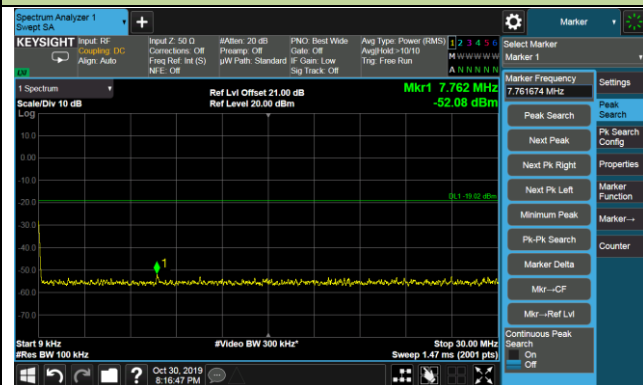 Spectrum Analyzer 1
Swept SA
+
Marker
KEYSIGHT
Input: RF
Coupling: DC
Align: Auto
Input Z: 50 Ω
Corrections: Off
Freq Ref: Int (S)
NFE: Off
#Atten: 20 dB
Preamp: Off
µW Path: Standard
PNO: Best Wide
Gate: Off
IF Gain: Low
Sig Track: Off
Avg Type: Power (RMS)
Avg|Hold:>10/10
Trig: Free Run
1 2 3 4 5 6
M W W W W W
A N N N N N
LXI
Select Marker
Marker 1
1 Spectrum
Scale/Div 10 dB
Log
Ref Lvl Offset 21.00 dB
Ref Level 20.00 dBm
Mkr1 7.762 MHz
-52.08 dBm
10.0
0.00
-10.0
-20.0
-30.0
-40.0
-50.0
-60.0
-70.0
DL1 -19.02 dBm
1
Start 9 kHz
#Res BW 100 kHz
#Video BW 300 kHz*
Stop 30.00 MHz
Sweep 1.47 ms (2001 pts)
Marker Frequency
7.761674 MHz
Peak Search
Next Peak
Next Pk Right
Next Pk Left
Minimum Peak
Pk-Pk Search
Marker Delta
Mkr→CF
Mkr→Ref Lvl
Continuous Peak
Search
On
Off
Settings
Peak
Search
Pk Search
Config
Properties
Marker
Function
Marker→
Counter
?
Oct 30, 2019
8:16:47 PM